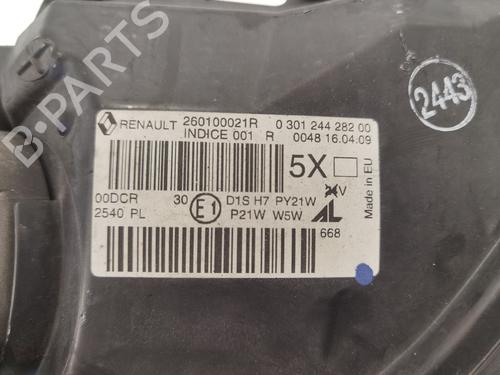 B-PARTS
2443
RENAULT 260100021R 0 301 244 282 00
INDICE 001 R 0048 16.04.09
5X
V
Made in EU
00DCR 30 E1 D1S H7 PY21W
2540 PL P21W W5W AL
668